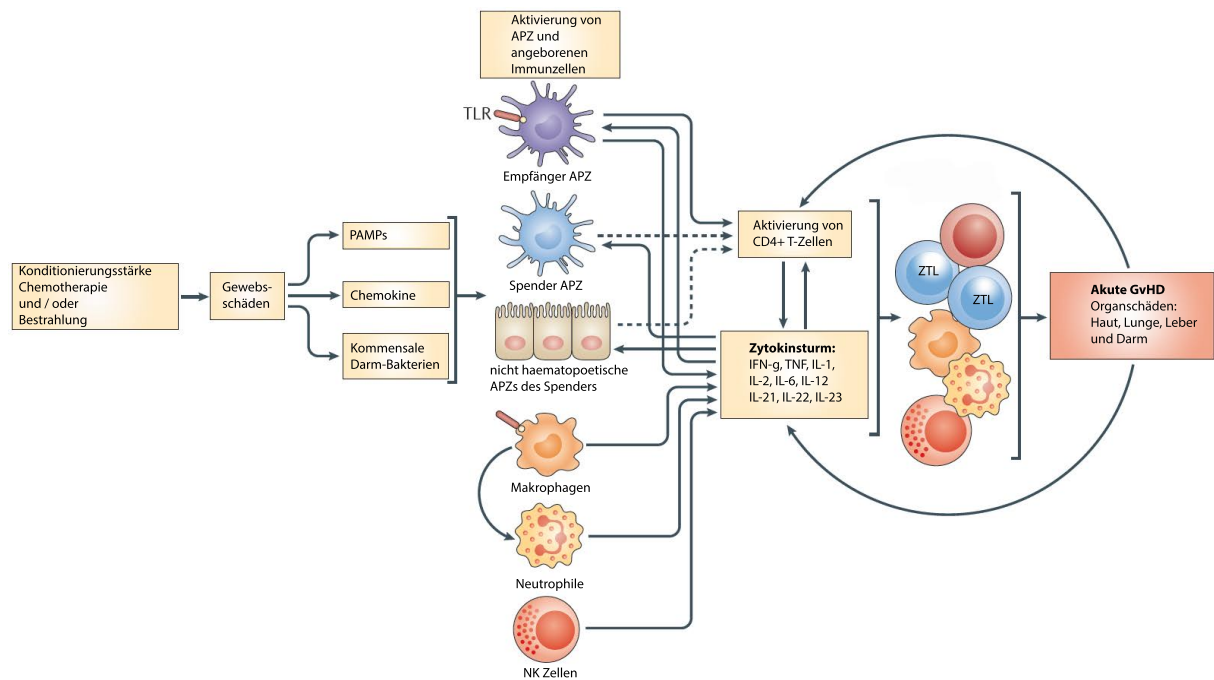 Aktivierung von
APZ und
angeborenen
Immunzellen
TLR
Empfänger APZ
Spender APZ
nicht haematopoetische
APZs des Spenders
Makrophagen
Neutrophile
NK Zellen
Konditionierungsstärke
Chemotherapie
und / oder
Bestrahlung
Gewebs-
schäden
PAMPs
Chemokine
Kommensale
Darm-Bakterien
Aktivierung von
CD4+ T-Zellen
Zytokinsturm:
IFN-g, TNF, IL-1,
IL-2, IL-6, IL-12
IL-21, IL-22, IL-23
ZTL
ZTL
Akute GvHD
Organschäden:
Haut, Lunge, Leber
und Darm